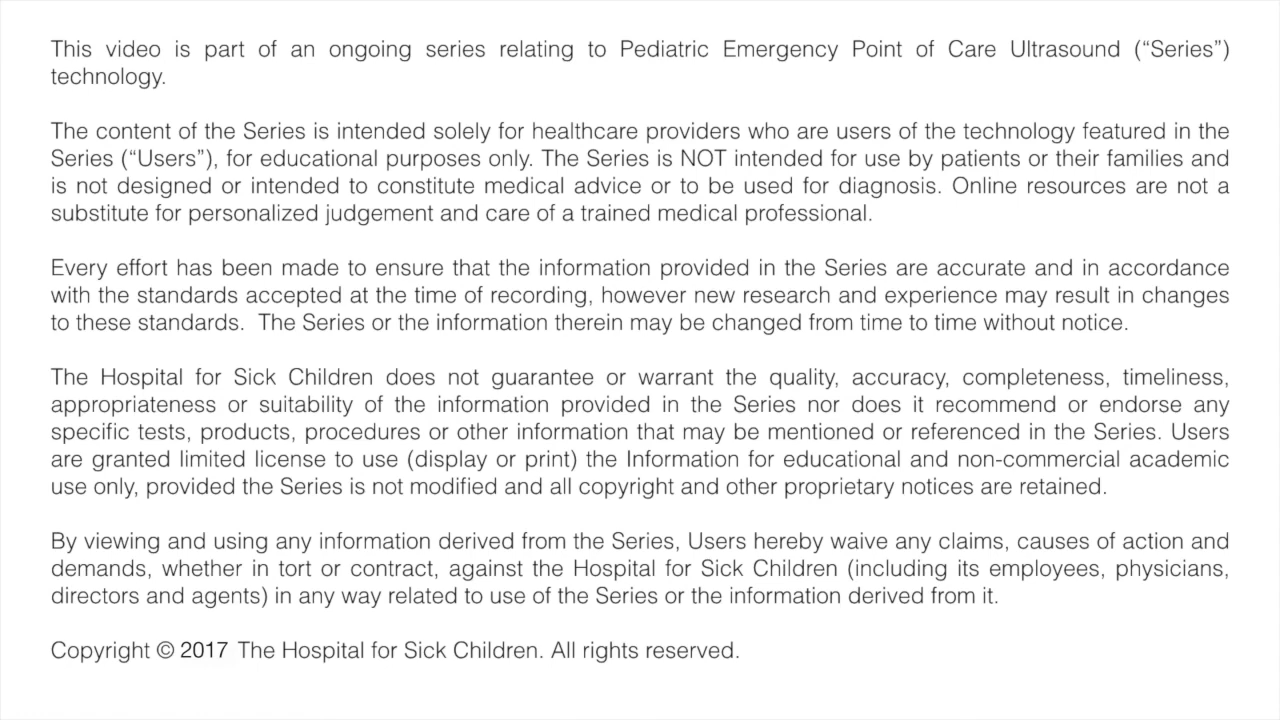 This video is part of an ongoing series relating to Pediatric Emergency Point of Care Ultrasound (“Series”)
technology.
The content of the Series is intended solely for healthcare providers who are users of the technology featured in the
Series (“Users”), for educational purposes only. The Series is NOT intended for use by patients or their families and
is not designed or intended to constitute medical advice or to be used for diagnosis. Online resources are not a
substitute for personalized judgement and care of a trained medical professional.
Every effort has been made to ensure that the information provided in the Series are accurate and in accordance
with the standards accepted at the time of recording, however new research and experience may result in changes
to these standards.  The Series or the information therein may be changed from time to time without notice.
The Hospital for Sick Children does not guarantee or warrant the quality, accuracy, completeness, timeliness,
appropriateness or suitability of the information provided in the Series nor does it recommend or endorse any
specific tests, products, procedures or other information that may be mentioned or referenced in the Series. Users
are granted limited license to use (display or print) the Information for educational and non-commercial academic
use only, provided the Series is not modified and all copyright and other proprietary notices are retained.
By viewing and using any information derived from the Series, Users hereby waive any claims, causes of action and
demands, whether in tort or contract, against the Hospital for Sick Children (including its employees, physicians,
directors and agents) in any way related to use of the Series or the information derived from it.
Copyright © 2017 The Hospital for Sick Children. All rights reserved.